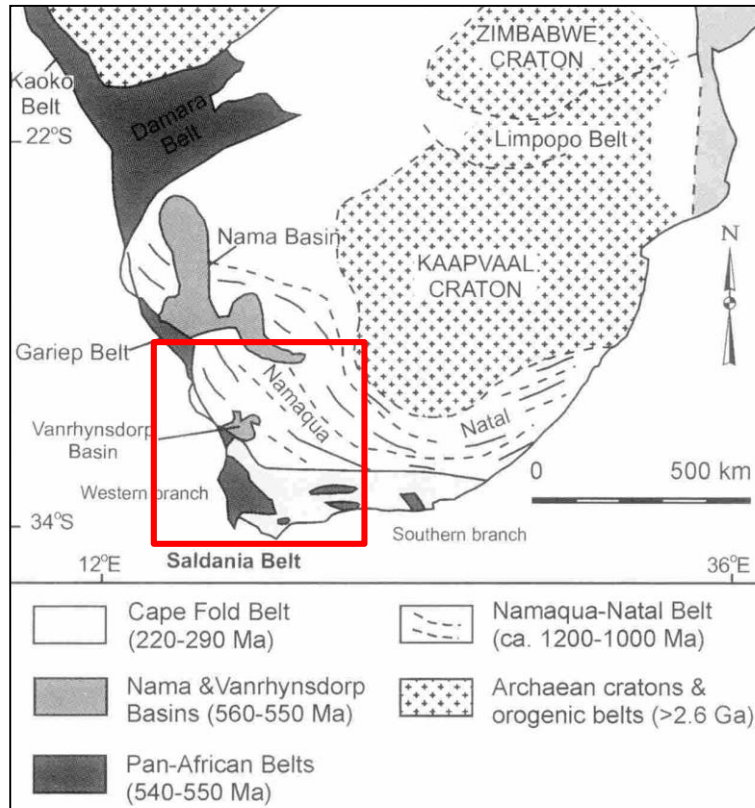 ZIMBABWE
CRATON
Kaoko
Belt
Damara
Belt
22°S
Limpopo Belt
Nama Basin
N
KAAPVAAL
CRATON
Gariep Belt
Namaqua
Natal
Vanrhynsdorp
Basin
0 500 km
Western branch
34°S
Southern branch
12°E
Saldania Belt
36°E
Cape Fold Belt
(220-290 Ma)
Namaqua-Natal Belt
(ca. 1200-1000 Ma)
Nama &Vanrhynsdorp
Basins (560-550 Ma)
Archaean cratons &
orogenic belts (>2.6 Ga)
Pan-African Belts
(540-550 Ma)